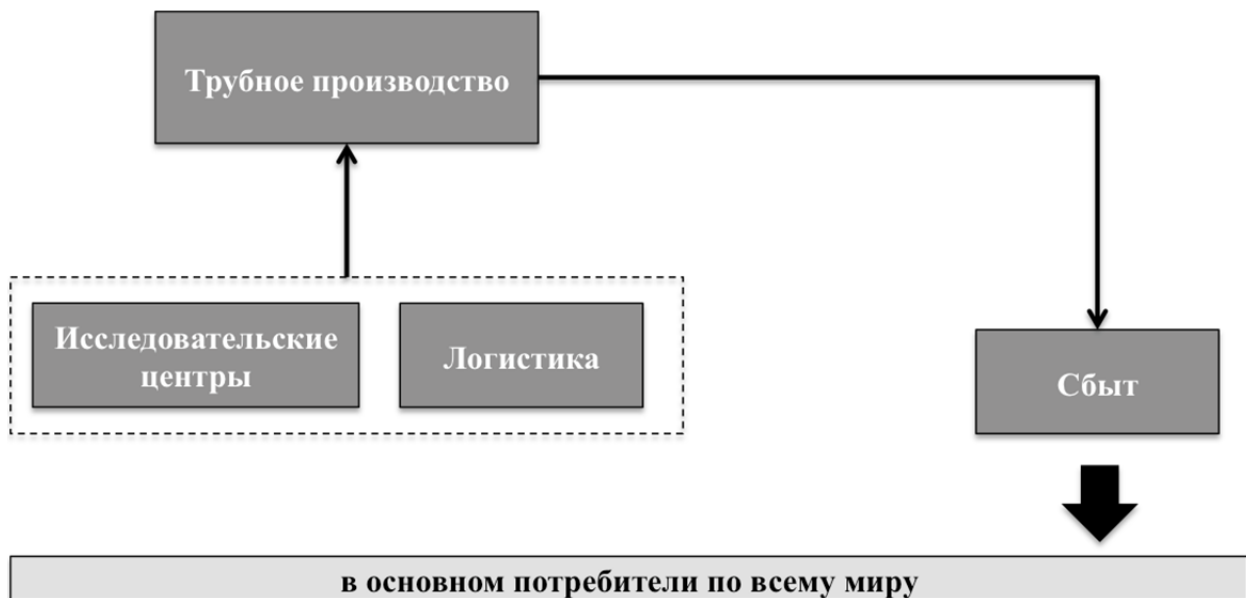 Трубное производство
Исследовательские
центры
Логистика
Сбыт
в основном потребители по всему миру